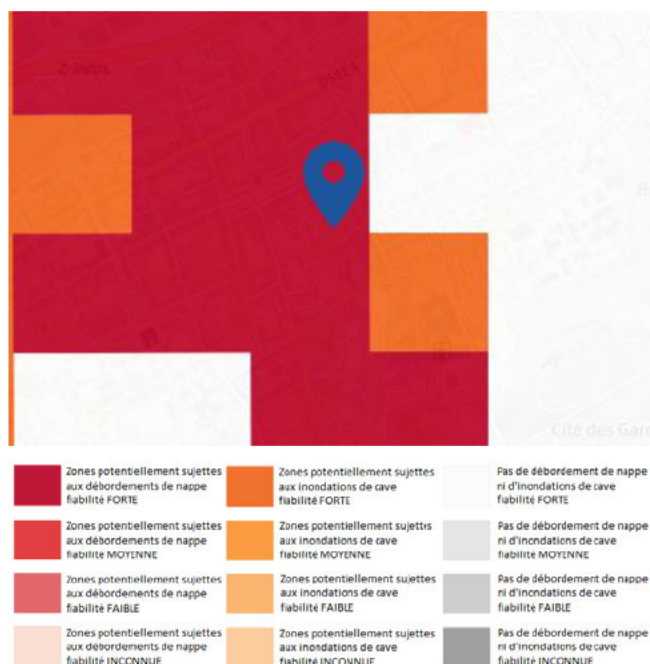 Z Invis
D58E4
Cité des Gare
Zones potentiellement sujettes
aux débordements de nappe
fiabilité FORTE
Zones potentiellement sujettes
aux inondations de cave
fiabilité FORTE
Pas de débordement de nappe
ni d'inondations de cave
fiabilité FORTE
Zones potentiellement sujettes
aux débordements de nappe
fiabilité MOYENNE
Zones potentiellement sujettes
aux inondations de cave
fiabilité MOYENNE
Pas de débordement de nappe
ni d'inondations de cave
fiabilité MOYENNE
Zones potentiellement sujettes
aux débordements de nappe
fiabilité FAIBLE
Zones potentiellement sujettes
aux inondations de cave
fiabilité FAIBLE
Pas de débordement de nappe
ni d'inondations de cave
fiabilité FAIBLE
Zones potentiellement sujettes
aux débordements de nappe
fiabilité INCONNUE
Zones potentiellement sujettes
aux inondations de cave
fiabilité INCONNUE
Pas de débordement de nappe
ni d'inondations de cave
fiabilité INCONNUE